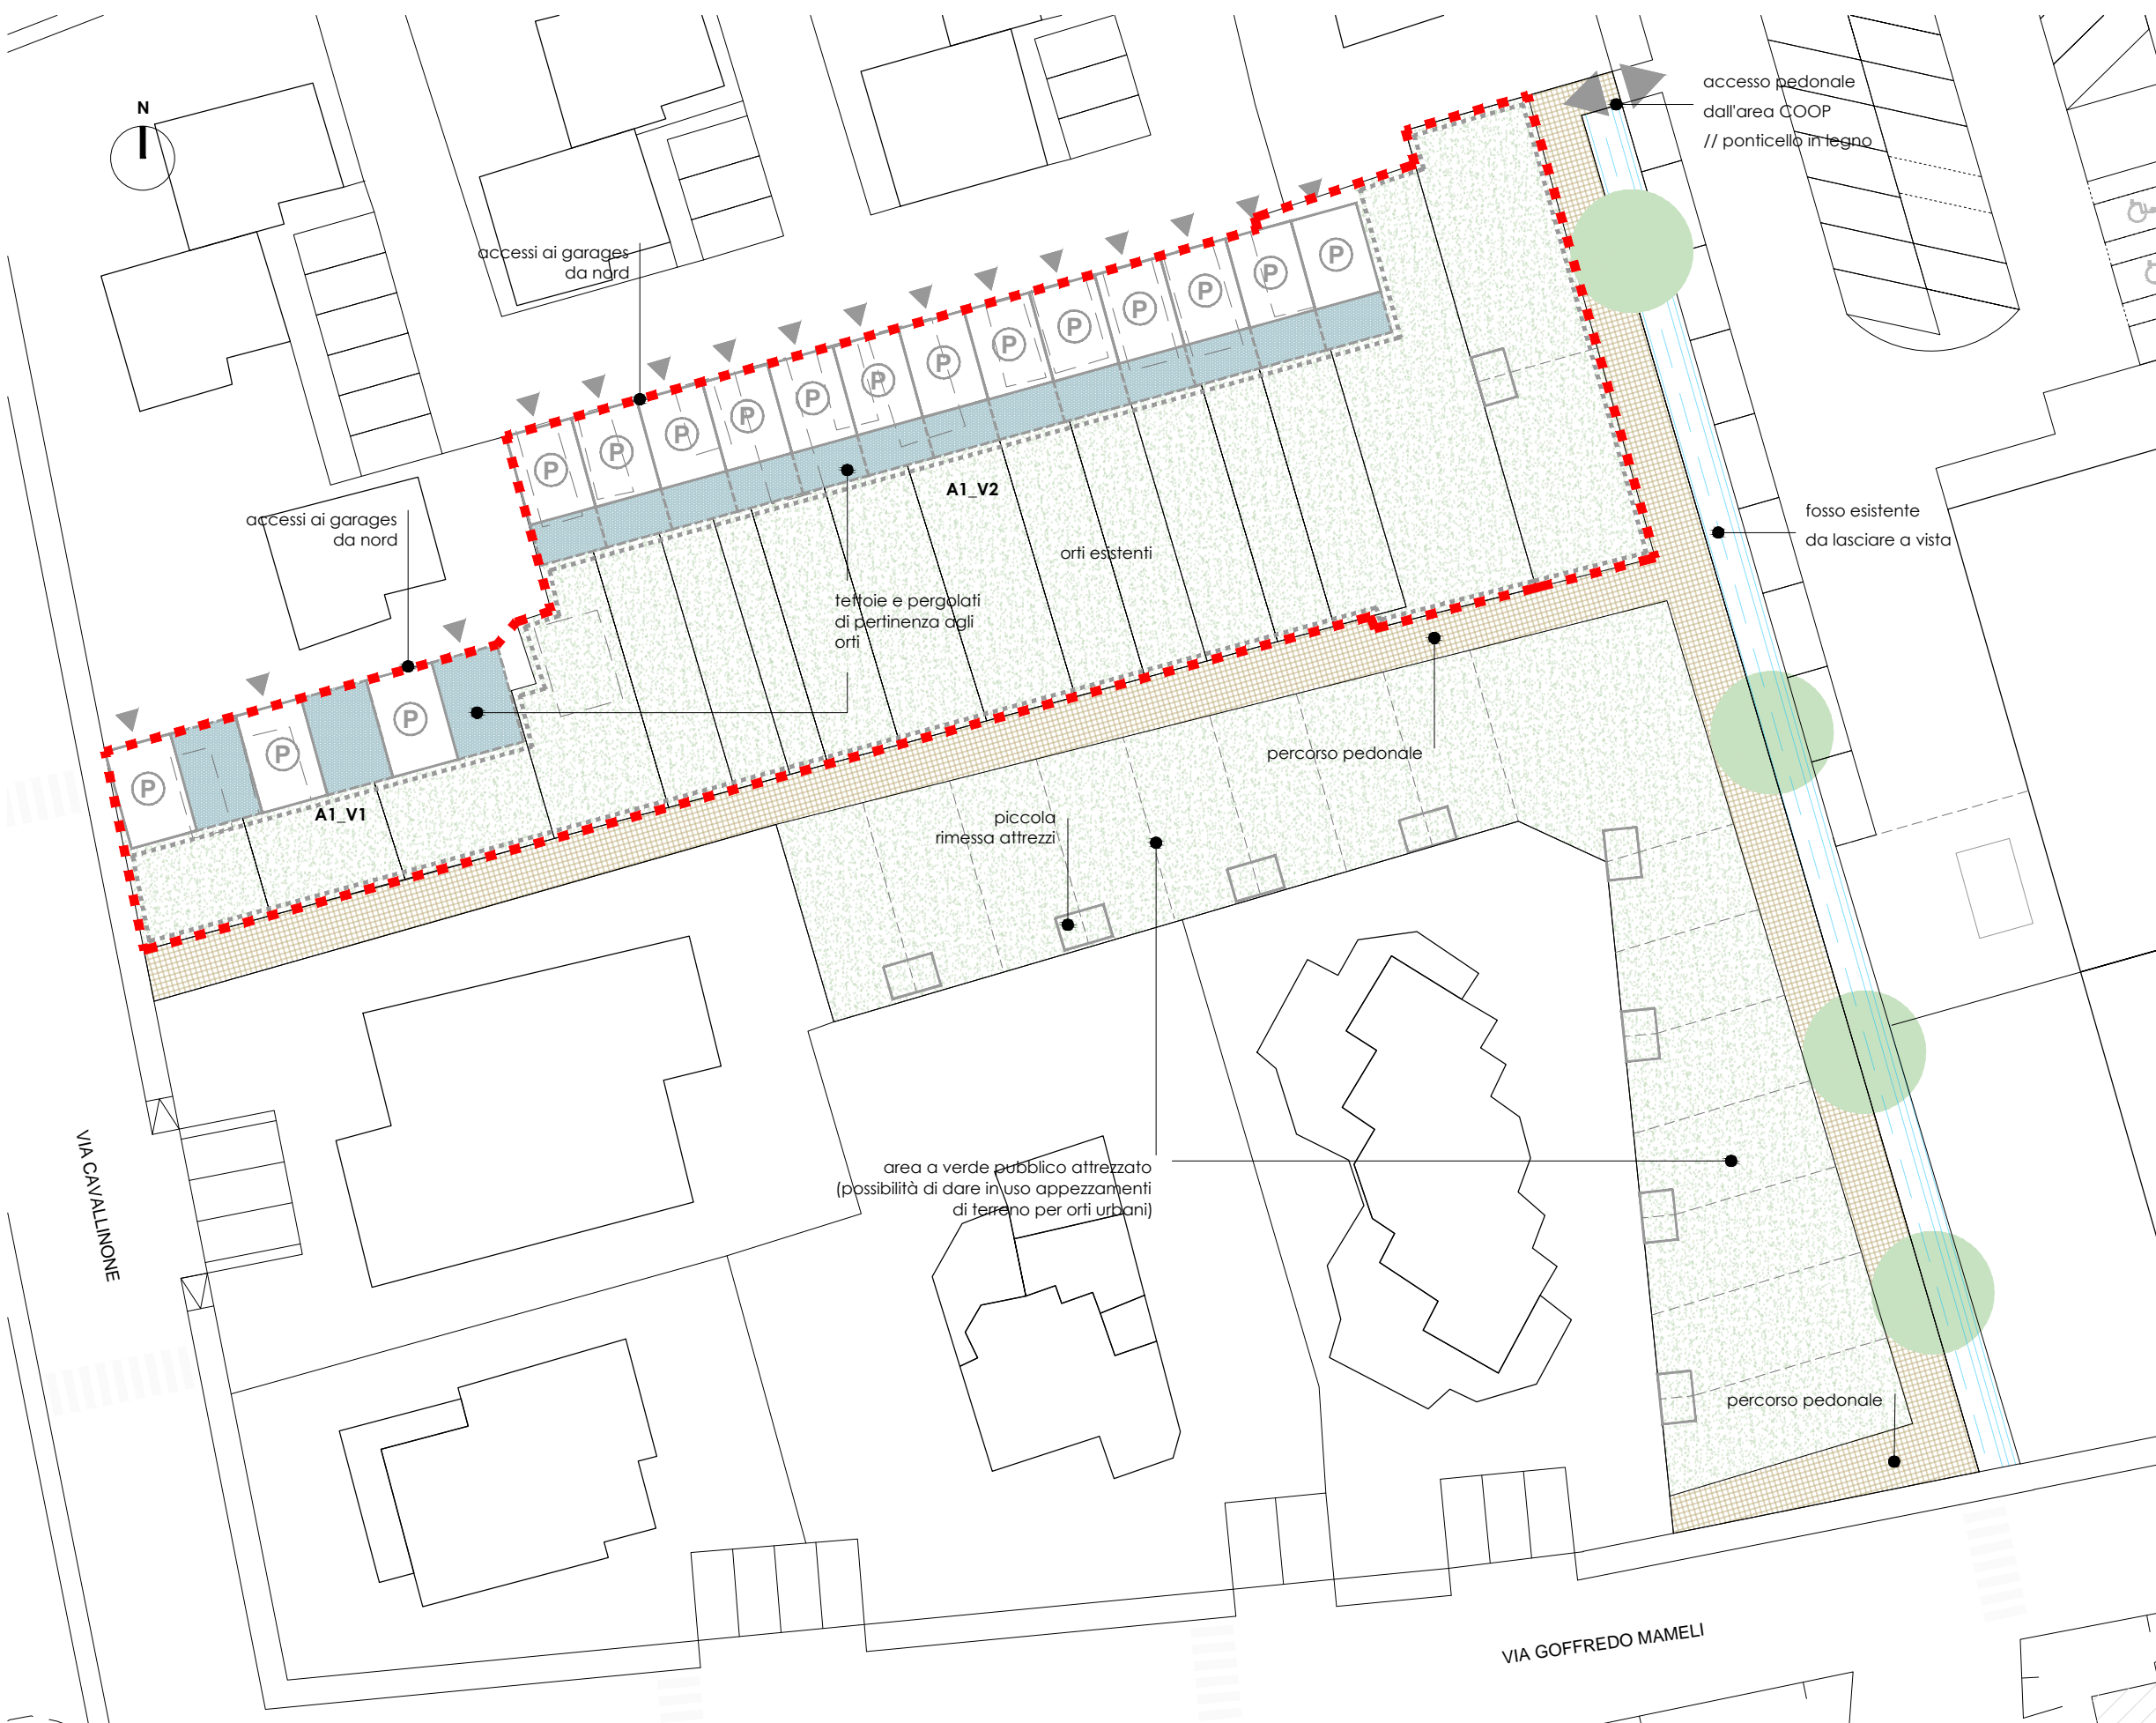 N
accesso pedonale
dall'area COOP
// ponticello in legno
accessi ai garages
da nord
P
P
P
P
P
P
P
P
P
P
P
P
P
A1_V2
accessi ai garages
da nord
fosso esistente
da lasciare a vista
orti esistenti
tettoie e pergolati
di pertinenza agli
orti
P
P
P
A1_V1
percorso pedonale
piccola
rimessa attrezzi
area a verde pubblico attrezzato
(possibilità di dare in uso appezzamenti
di terreno per orti urbani)
VIA CAVALLINONE
percorso pedonale
VIA GOFFREDO MAMELI